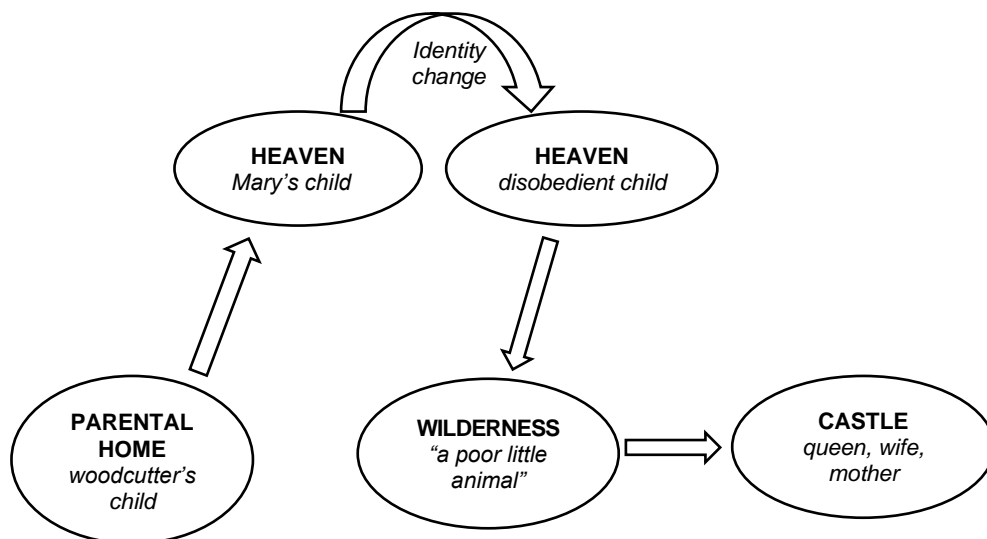 Identity
change
HEAVEN
Mary’s child
HEAVEN
disobedient child
PARENTAL
HOME
woodcutter’s
child
WILDERNESS
“a poor little
animal”
CASTLE
queen, wife,
mother